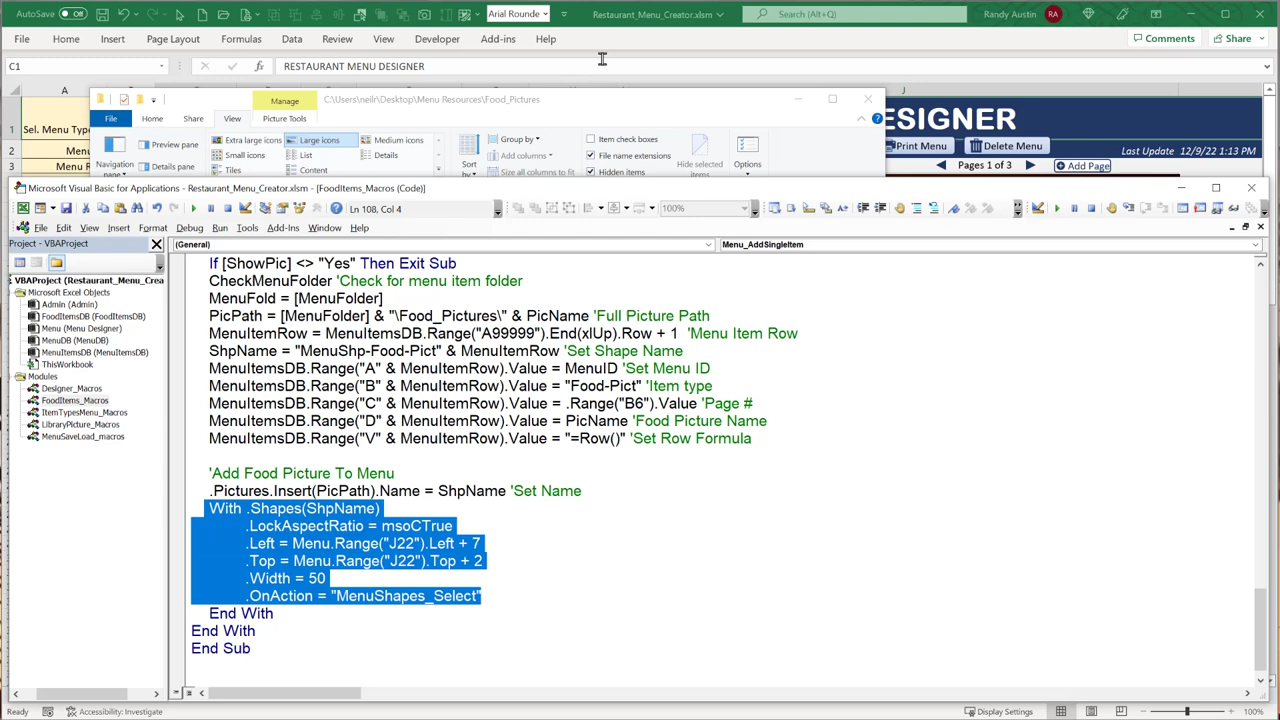 AutoSave Off Arial Rounde Restaurant_Menu_Creator.xlsm Search (Alt+Q) Randy Austin RA
File Home Insert Page Layout Formulas Data Review View Developer Add-ins Help Comments Share
C1 fx RESTAURANT MENU DESIGNER
A J
Manage C:\Users\neilr\Desktop\Menu Resources\Food_Pictures
File Home Share View Picture Tools
1 Sel. Menu Type DESIGNER
Extra large icons Large icons Medium icons Group by Item check boxes
Navigation Preview pane Small icons List Details Sort Add columns File name extensions Hide selected Options
Details pane Tiles Content Size all columns to fit Hidden items
2 Menu Print Menu Delete Menu Last Update 12/9/22 1:13 PM
3 Menu R Pages 1 of 3 Add Page
Microsoft Visual Basic for Applications - Restaurant_Menu_Creator.xlsm - [FoodItems_Macros (Code)]
Ln 108, Col 4 100%
File Edit View Insert Format Debug Run Tools Add-Ins Window Help
Project - VBAProject
(General) Menu_AddSingleItem
VBAProject (Restaurant_Menu_Crea
Microsoft Excel Objects
Admin (Admin)
FoodItemsDB (FoodItemsDB)
Menu (Menu Designer)
MenuDB (MenuDB)
MenuItemsDB (MenuItemsDB)
ThisWorkbook
Modules
Designer_Macros
FoodItems_Macros
ItemTypesMenu_Macros
LibraryPicture_Macros
MenuSaveLoad_macros
If [ShowPic] <> "Yes" Then Exit Sub
CheckMenuFolder 'Check for menu item folder
MenuFold = [MenuFolder]
PicPath = [MenuFolder] & "\Food_Pictures\" & PicName 'Full Picture Path
MenuItemRow = MenuItemsDB.Range("A99999").End(xlUp).Row + 1 'Menu Item Row
ShpName = "MenuShp-Food-Pict" & MenuItemRow 'Set Shape Name
MenuItemsDB.Range("A" & MenuItemRow).Value = MenuID 'Set Menu ID
MenuItemsDB.Range("B" & MenuItemRow).Value = "Food-Pict" 'Item type
MenuItemsDB.Range("C" & MenuItemRow).Value = .Range("B6").Value 'Page #
MenuItemsDB.Range("D" & MenuItemRow).Value = PicName 'Food Picture Name
MenuItemsDB.Range("V" & MenuItemRow).Value = "=Row()" 'Set Row Formula
'Add Food Picture To Menu
.Pictures.Insert(PicPath).Name = ShpName 'Set Name
With .Shapes(ShpName)
.LockAspectRatio = msoCTrue
.Left = Menu.Range("J22").Left + 7
.Top = Menu.Range("J22").Top + 2
.Width = 50
.OnAction = "MenuShapes_Select"
End With
End With
End Sub
Ready Accessibility: Investigate Display Settings 100%